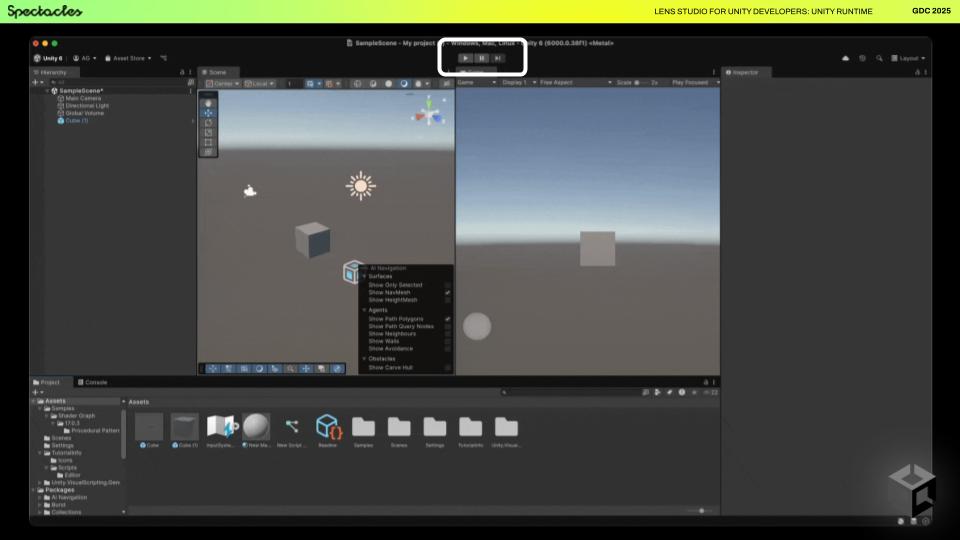 Spectacles
LENS STUDIO FOR UNITY DEVELOPERS: UNITY RUNTIME
GDC 2025
SampleScene - My project
- Windows, Mac, Linux - Unity 6 (6000.0.38f1) <Metal>
Unity 6
AG
Asset Store
Layout
Hierarchy
Scene
Inspector
All
Center
Local
1
Game
Display 1
Free Aspect
Scale
2x
Play Focused
SampleScene*
Main Camera
Directional Light
Global Volume
Cube (1)
AI Navigation
Surfaces
Show Only Selected
Show NavMesh
Show HeightMesh
Agents
Show Path Polygons
Show Path Query Nodes
Show Neighbours
Show Walls
Show Avoidance
Obstacles
Show Carve Hull
Project
Console
Assets
Samples
Shader Graph
17.0.3
Procedural Pattern
Scenes
Settings
TutorialInfo
Icons
Scripts
Editor
Unity.VisualScripting.Gen
Packages
AI Navigation
Burst
Collections
Assets
Cube
Cube (1)
InputSyste...
New Ma...
New Script ...
Readme
Samples
Scenes
Settings
TutorialInfo
Unity.Visual...